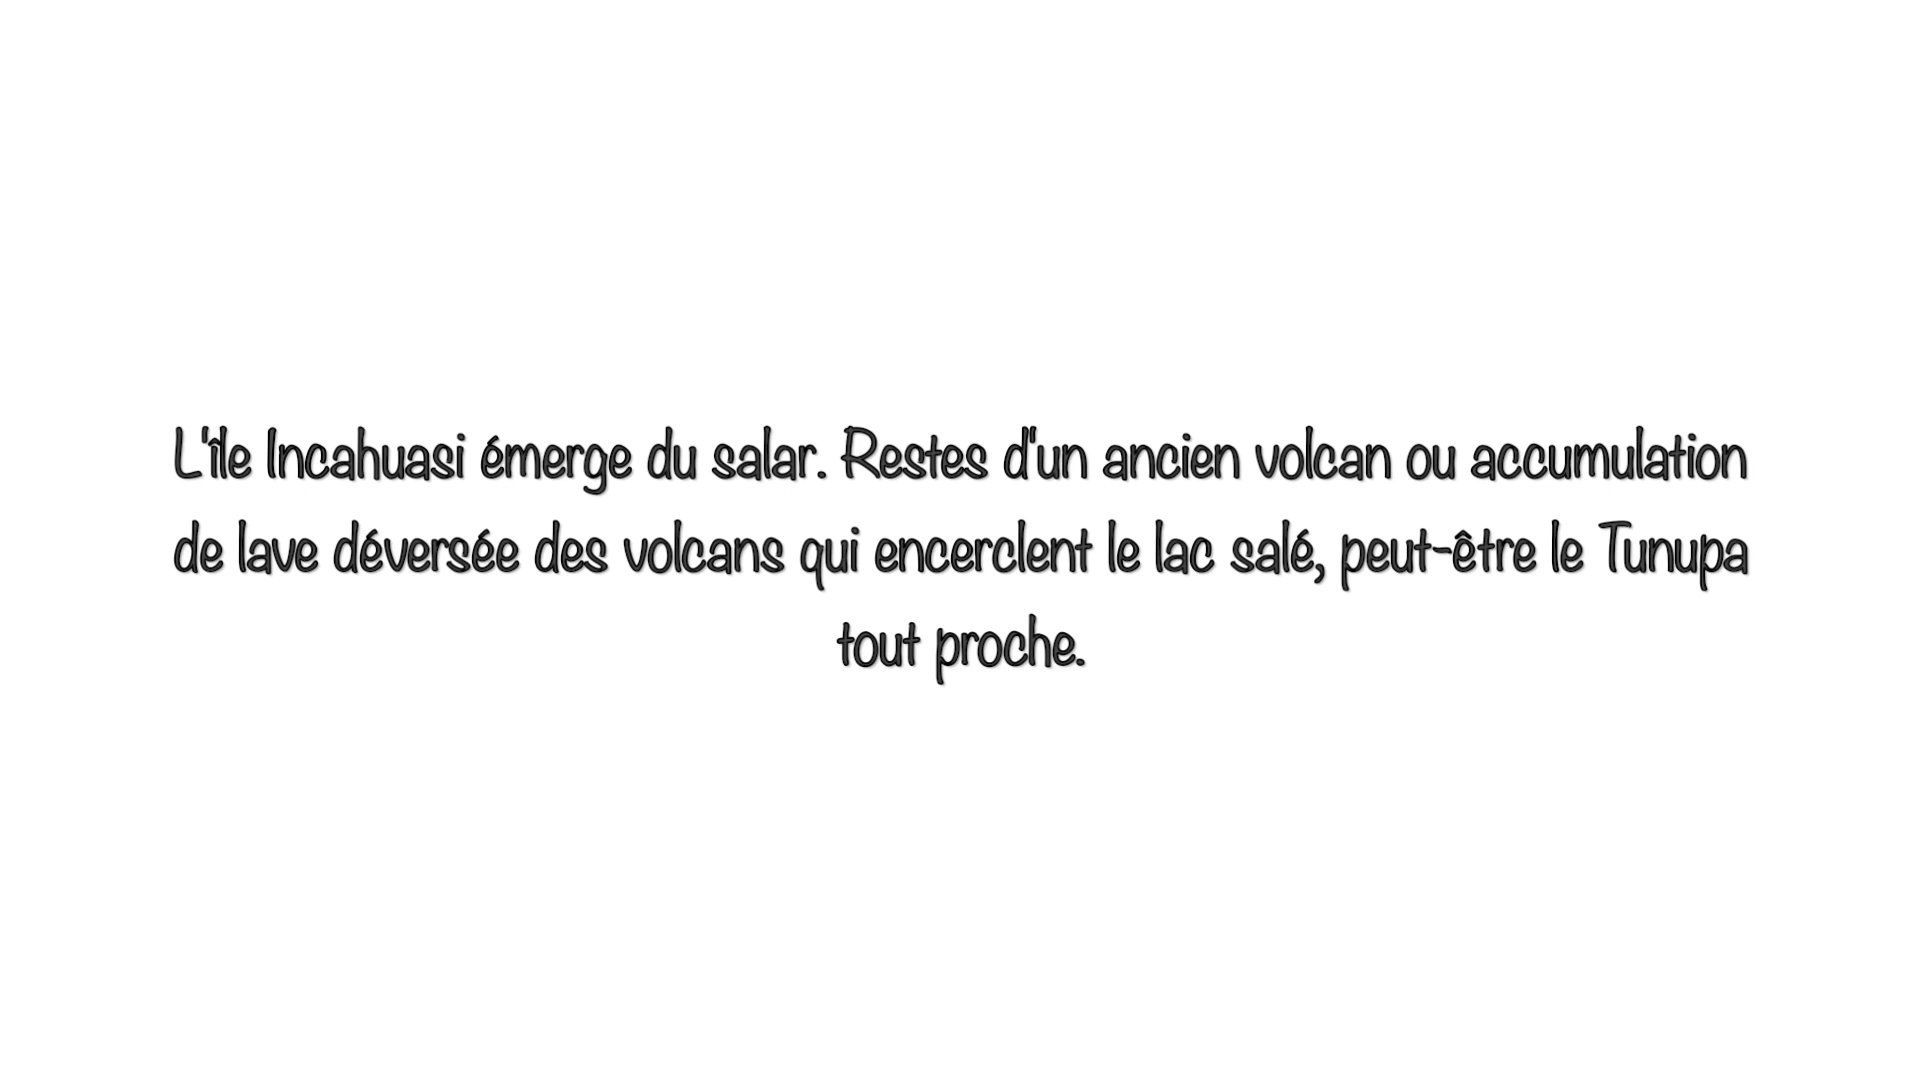 L'île Incahuasi émerge du salar. Restes d'un ancien volcan ou accumulation
de lave déversée des volcans qui encerclent le lac salé, peut-être le Tunupa
tout proche.